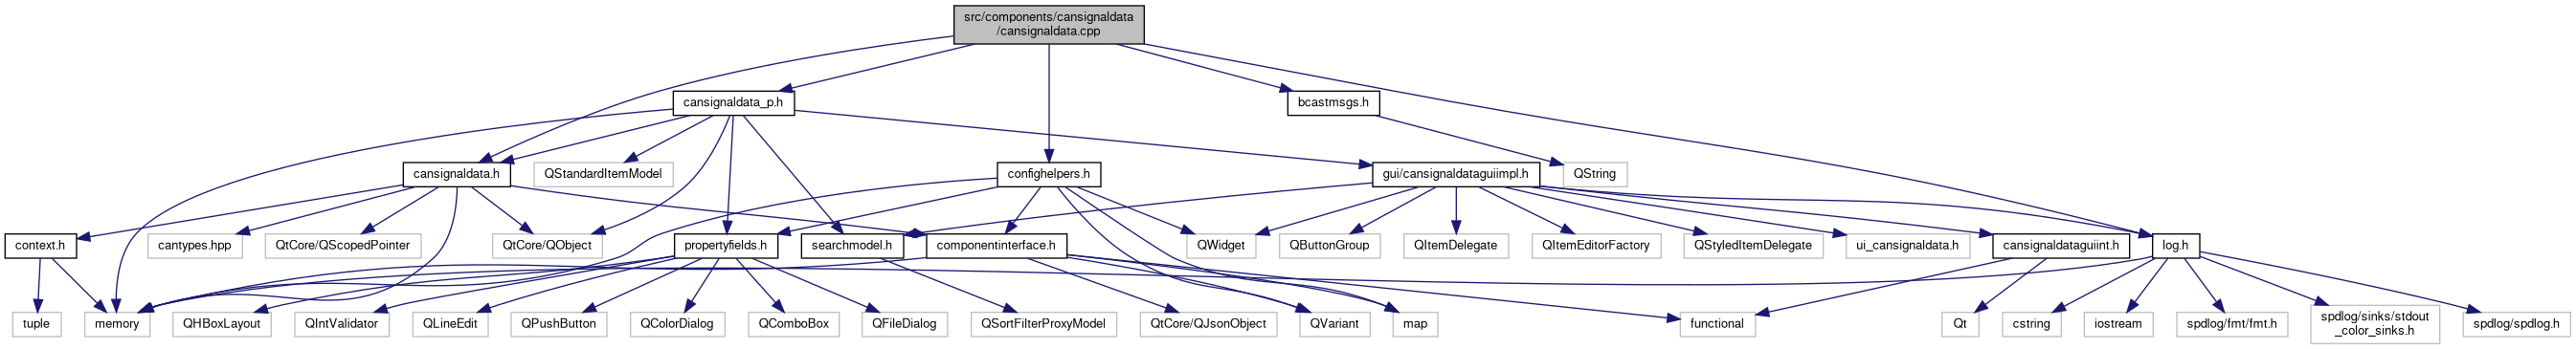 src/components/cansignaldata
/cansignaldata.cpp
cansignaldata_p.h
bcastmsgs.h
cansignaldata.h
QStandardItemModel
confighelpers.h
gui/cansignaldataguiimpl.h
QString
context.h
cantypes.hpp
QtCore/QScopedPointer
QtCore/QObject
propertyfields.h
searchmodel.h
componentinterface.h
QWidget
QButtonGroup
QItemDelegate
QItemEditorFactory
QStyledItemDelegate
ui_cansignaldata.h
cansignaldataguiint.h
log.h
tuple
memory
QHBoxLayout
QIntValidator
QLineEdit
QPushButton
QColorDialog
QComboBox
QFileDialog
QSortFilterProxyModel
QtCore/QJsonObject
QVariant
map
functional
Qt
cstring
iostream
spdlog/fmt/fmt.h
spdlog/sinks/stdout
_color_sinks.h
spdlog/spdlog.h